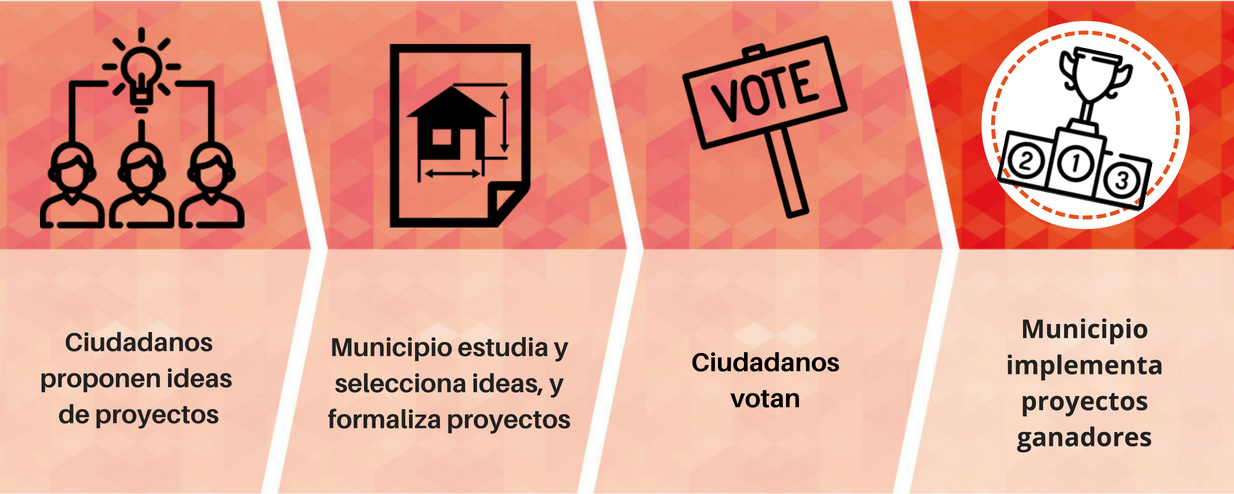 VOTE
2
1
3
Ciudadanos
proponen ideas
de proyectos
Municipio estudia y
selecciona ideas, y
formaliza proyectos
Ciudadanos
votan
Municipio
implementa
proyectos
ganadores